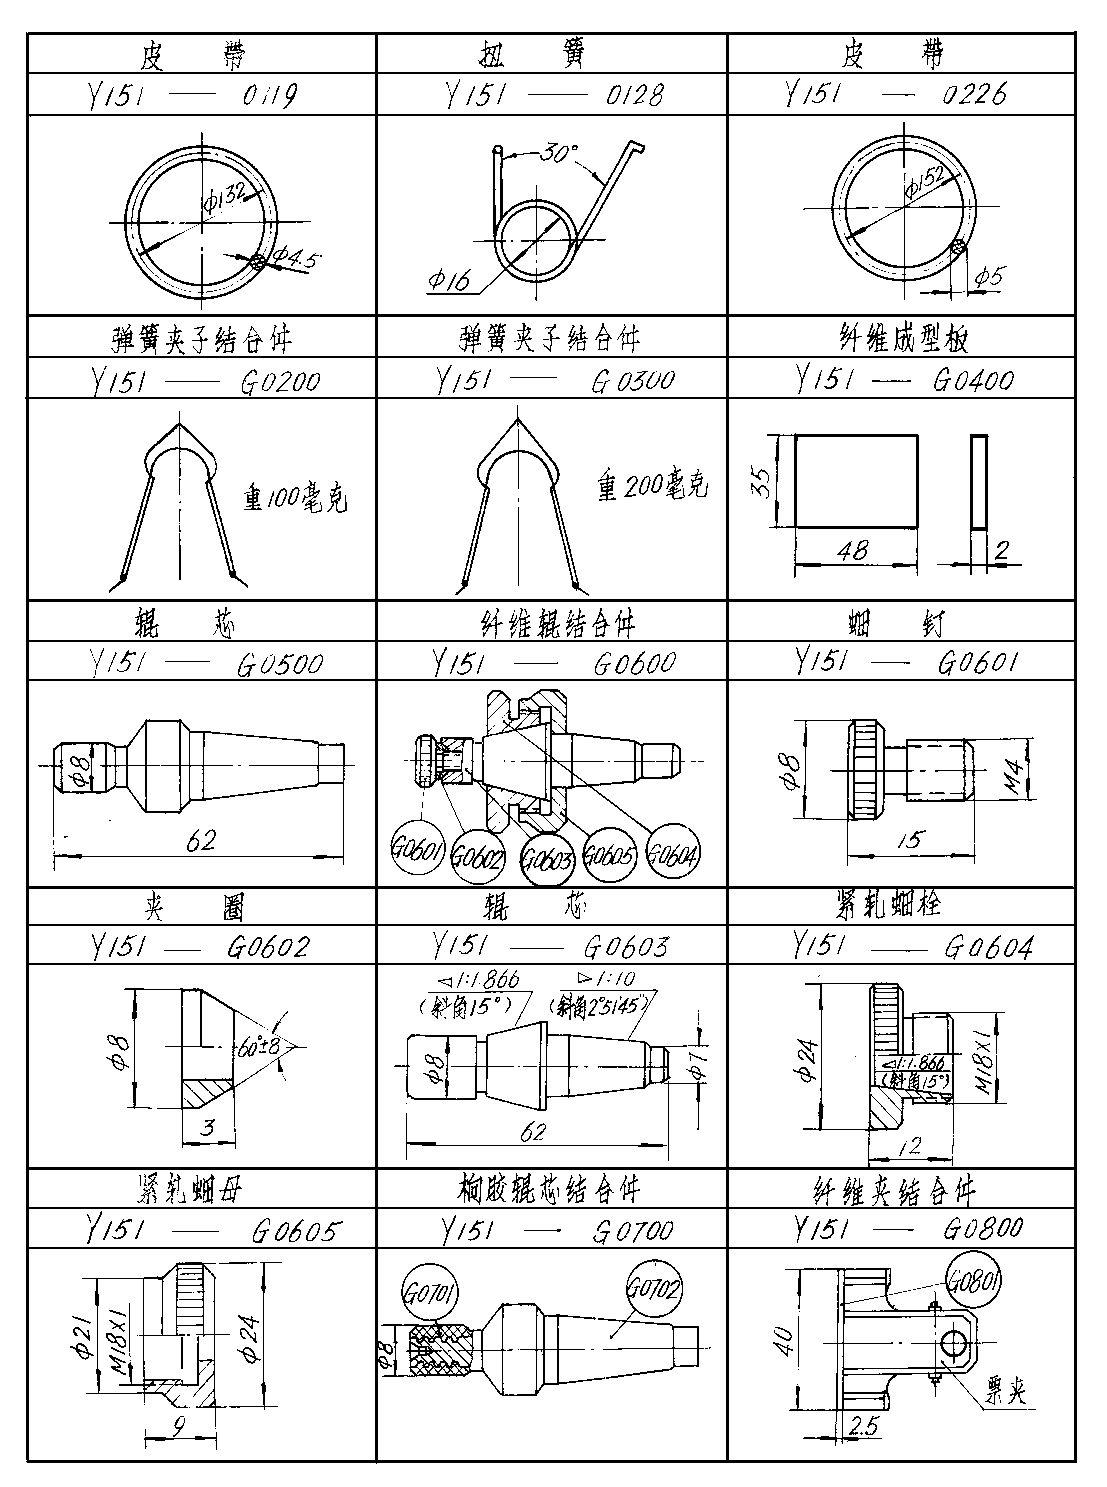 皮 带
Y151 — 0119
φ132
φ4.5
扭 簧
Y151 — 0128
30°
φ16
皮 带
Y151 — 0226
φ152
φ5
弹簧夹子结合件
Y151 — G0200
重100毫克
弹簧夹子结合件
Y151 — G0300
重200毫克
纤维成型板
Y151 — G0400
35
48
2
辊 芯
Y151 — G0500
φ8
62
纤维辊结合件
Y151 — G0600
G0601
G0602
G0603
G0605
G0604
蚰 钉
Y151 — G0601
φ8
M4
15
夹 圈
Y151 — G0602
φ8
60°±8
3
辊 芯
Y151 — G0603
◁1:1.866
(斜角15°)
▷1:10
(斜角2°51′45″)
φ8
φ7
62
紧轧蚰栓
Y151 — G0604
φ24
◁1:1.866
(斜角15°)
M18×1
12
紧轧蚰母
Y151 — G0605
φ21
M18×1
φ24
9
胶辊芯结合件
Y151 — G0700
G0701
G0702
φ8
纤维夹结合件
Y151 — G0800
G0801
40
票夹
2.5